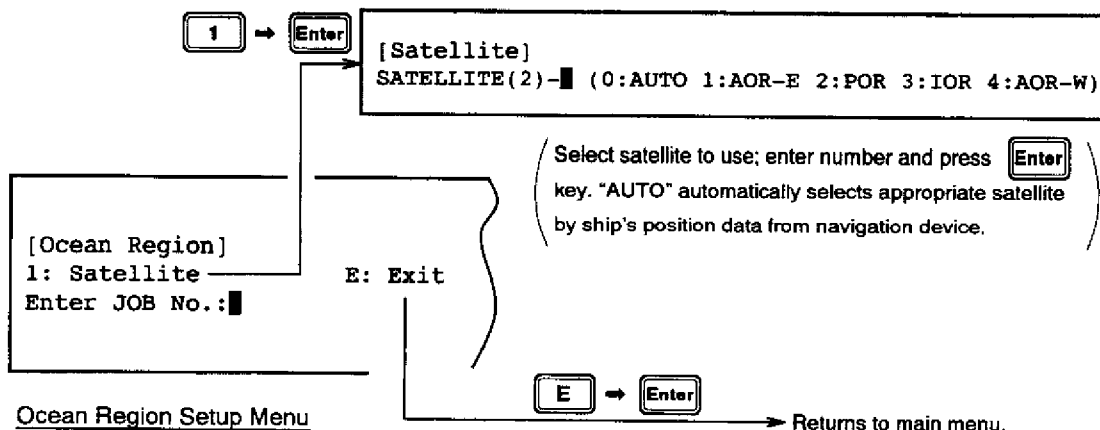 1 → Enter
[Satellite]
SATELLITE(2)-█ (0:AUTO 1:AOR-E 2:POR 3:IOR 4:AOR-W)
Select satellite to use; enter number and press Enter
key. "AUTO" automatically selects appropriate satellite
by ship's position data from navigation device.
[Ocean Region]
1: Satellite E: Exit
Enter JOB No.:█
E → Enter
Ocean Region Setup Menu
Returns to main menu.